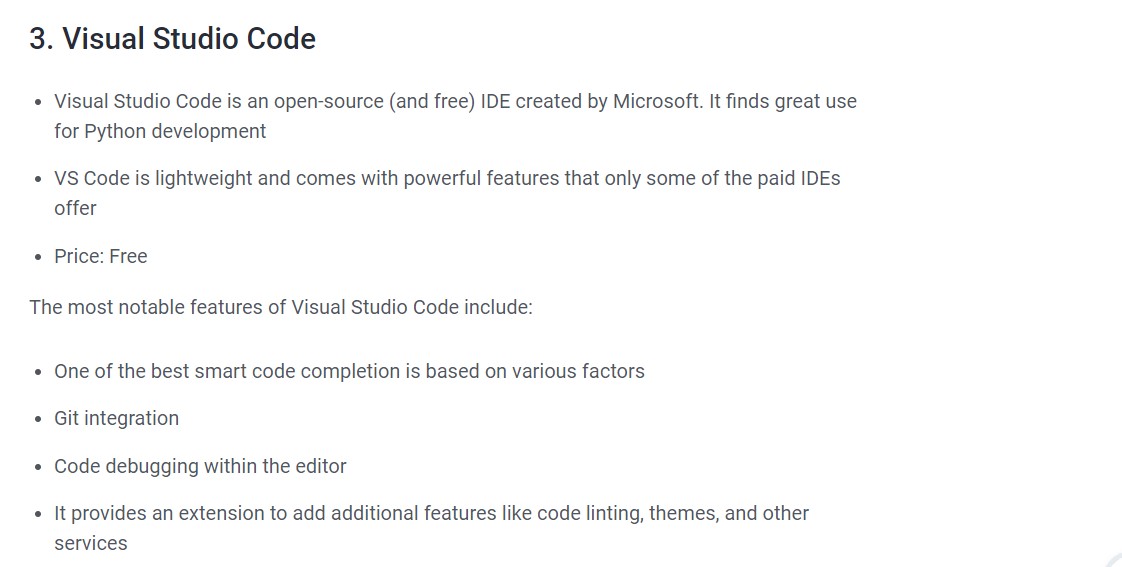 3. Visual Studio Code
• Visual Studio Code is an open-source (and free) IDE created by Microsoft. It finds great use
for Python development
• VS Code is lightweight and comes with powerful features that only some of the paid IDEs
offer
• Price: Free
The most notable features of Visual Studio Code include:
• One of the best smart code completion is based on various factors
• Git integration
• Code debugging within the editor
• It provides an extension to add additional features like code linting, themes, and other
services